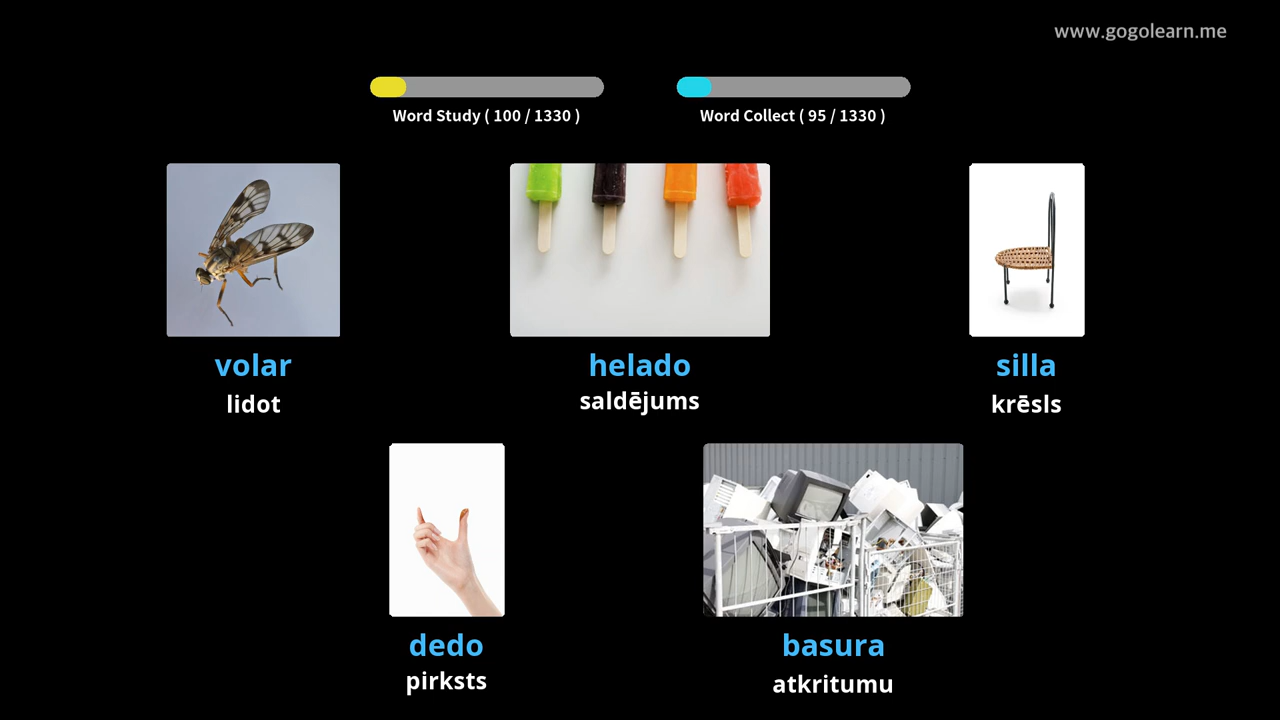 www.gogolearn.me
Word Study ( 100 / 1330 )
Word Collect ( 95 / 1330 )
volar
lidot
helado
saldējums
silla
krēsls
dedo
pirksts
basura
atkritumu